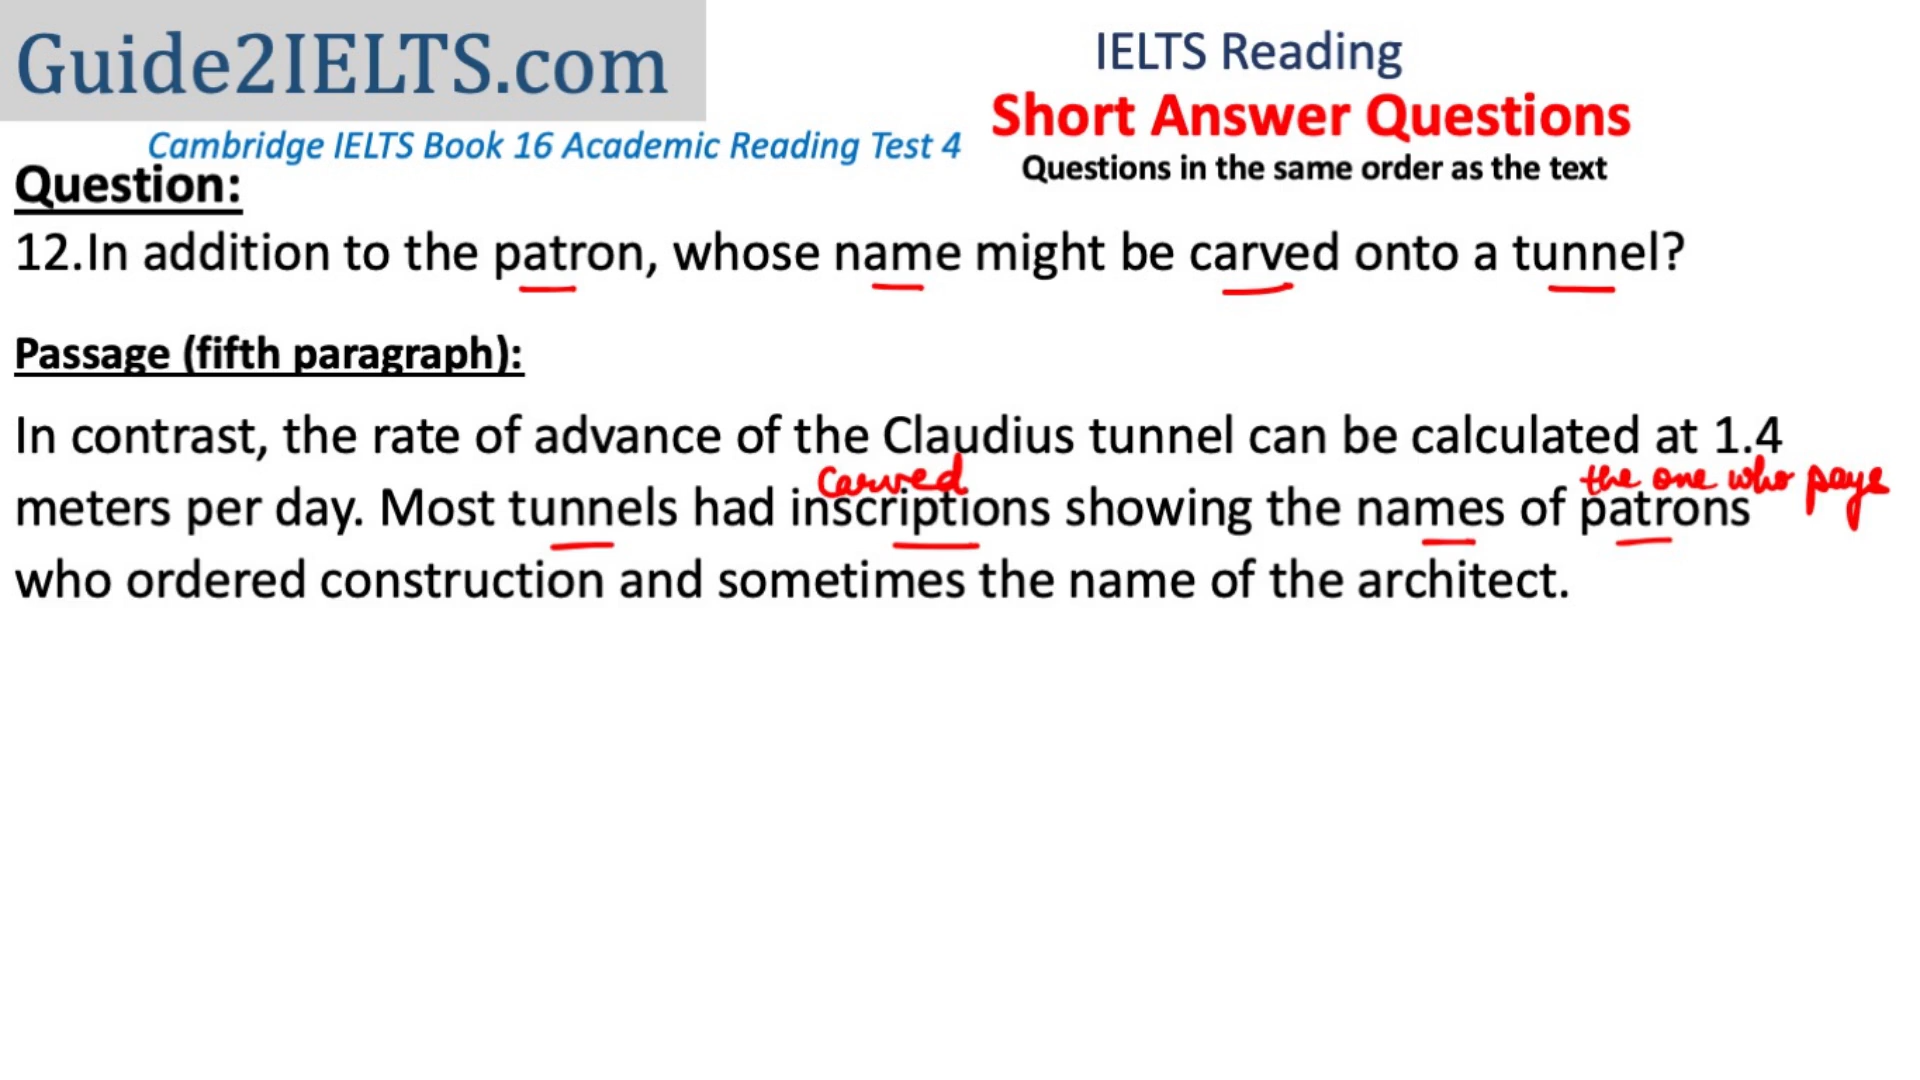 Guide2IELTS.com
IELTS Reading
Short Answer Questions
Cambridge IELTS Book 16 Academic Reading Test 4
Questions in the same order as the text
Question:
12.In addition to the patron, whose name might be carved onto a tunnel?
Passage (fifth paragraph):
In contrast, the rate of advance of the Claudius tunnel can be calculated at 1.4
carved
the one who pays
meters per day. Most tunnels had inscriptions showing the names of patrons
who ordered construction and sometimes the name of the architect.